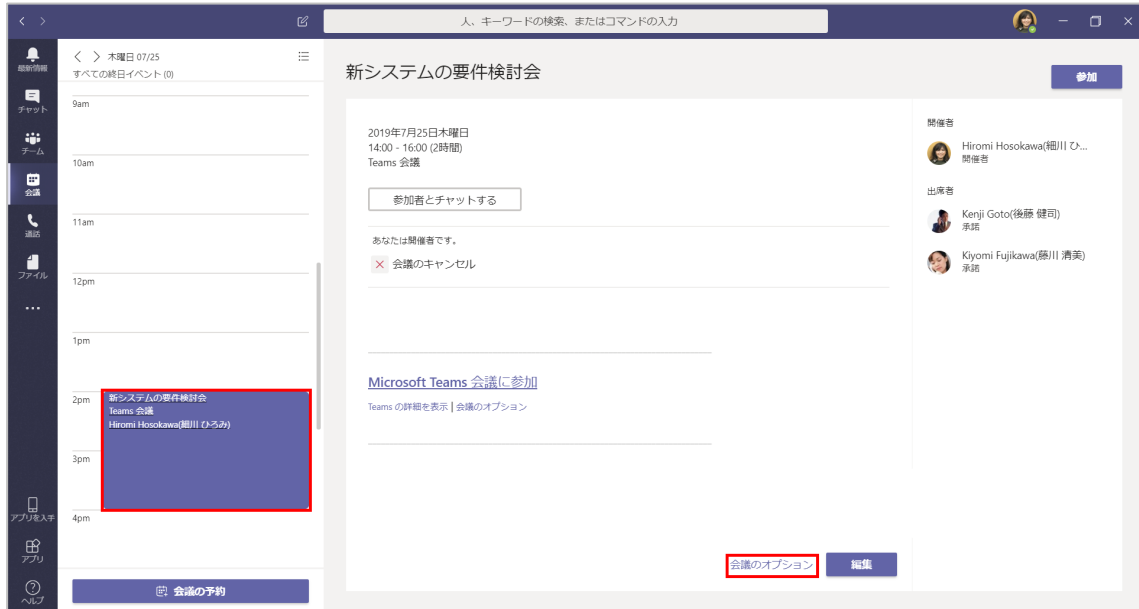 人、キーワードの検索、またはコマンドの入力
最新情報
チャット
チーム
会議
通話
ファイル
アプリを入手
アプリ
ヘルプ
木曜日 07/25
すべての終日イベント (0)
9am
10am
11am
12pm
1pm
2pm
新システムの要件検討会
Teams 会議
Hiromi Hosokawa(細川 ひろみ)
3pm
4pm
会議の予約
新システムの要件検討会
参加
2019年7月25日木曜日
14:00 - 16:00 (2時間)
Teams 会議
参加者とチャットする
あなたは開催者です。
会議のキャンセル
Microsoft Teams 会議に参加
Teams の詳細を表示 | 会議のオプション
会議のオプション
編集
開催者
Hiromi Hosokawa(細川 ひ...
開催者
出席者
Kenji Goto(後藤 健司)
承諾
Kiyomi Fujikawa(藤川 清美)
承諾